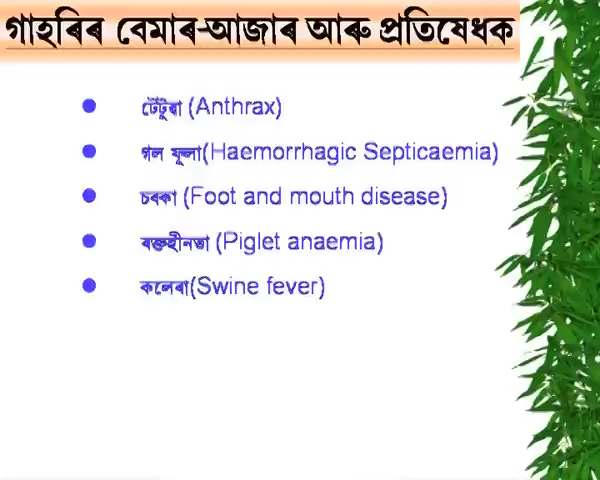 গাহৰিৰ বেমাৰ-আজাৰ আৰু প্ৰতিষেধক
টেঁটুৱা (Anthrax)
গল ফূলা(Haemorrhagic Septicaemia)
চৰকা (Foot and mouth disease)
ৰক্তহীনতা (Piglet anaemia)
কলেৰা(Swine fever)